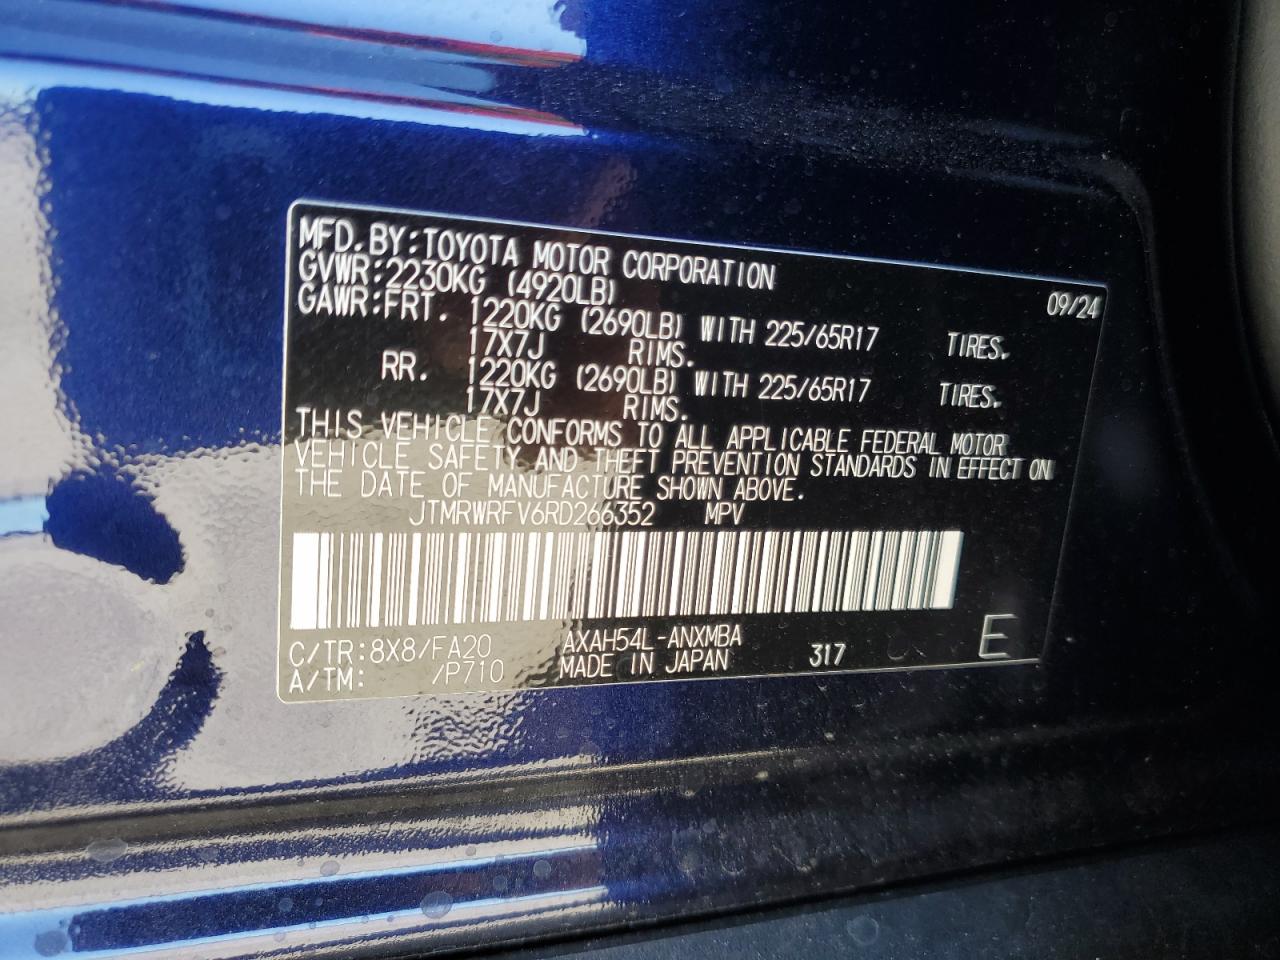 MFD.BY:TOYOTA MOTOR CORPORATION
09/24
GVWR:2230KG (4920LB)
GAWR:FRT. 1220KG (2690LB) WITH 225/65R17 TIRES.
17X7J RIMS.
RR. 1220KG (2690LB) WITH 225/65R17 TIRES.
17X7J RIMS.
THIS VEHICLE CONFORMS TO ALL APPLICABLE FEDERAL MOTOR
VEHICLE SAFETY AND THEFT PREVENTION STANDARDS IN EFFECT ON
THE DATE OF MANUFACTURE SHOWN ABOVE.
JTMRWRFV6RD266352 MPV
C/TR:8X8/FA20 AXAH54L-ANXMBA
A/TM: /P710 MADE IN JAPAN 317 E